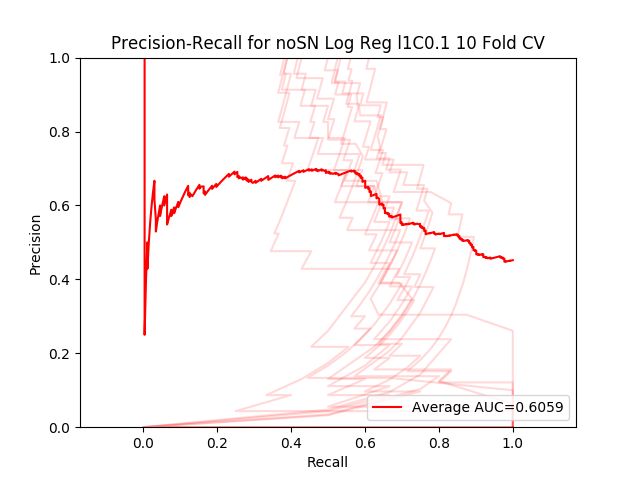 Precision-Recall for noSN Log Reg l1C0.1 10 Fold CV
1.0
0.8
0.6
0.4
0.2
0.0
Precision
0.0 0.2 0.4 0.6 0.8 1.0
Recall
Average AUC=0.6059